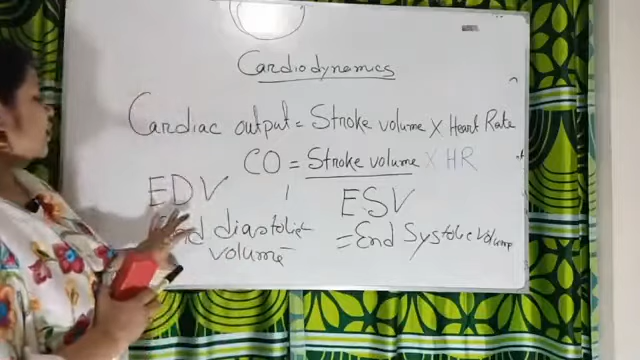 Cardiodynamics
Cardiac output = Stroke volume X Heart Rate
CO = Stroke volume X HR
EDV
End diastolic
volume
ESV
= End Systolic Volume